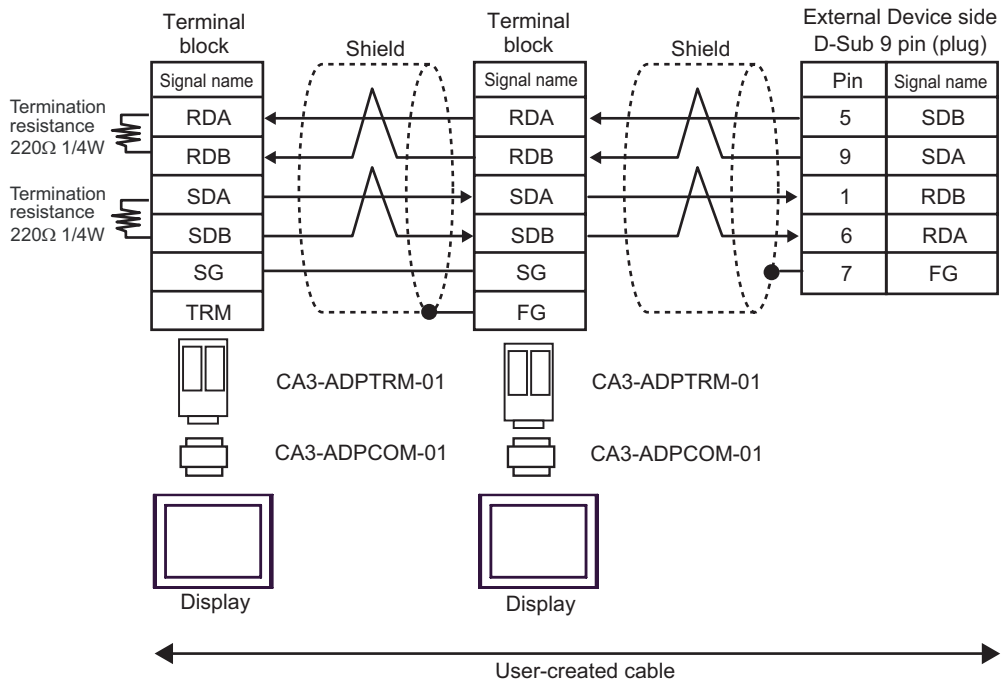 Terminal
block
Shield
Terminal
block
Shield
External Device side
D-Sub 9 pin (plug)
Signal name
Signal name
Pin
Signal name
Termination
resistance
220Ω 1/4W
RDA
RDA
5
SDB
RDB
RDB
9
SDA
Termination
resistance
220Ω 1/4W
SDA
SDA
1
RDB
SDB
SDB
6
RDA
SG
SG
7
FG
TRM
FG
CA3-ADPTRM-01
CA3-ADPTRM-01
CA3-ADPCOM-01
CA3-ADPCOM-01
Display
Display
User-created cable